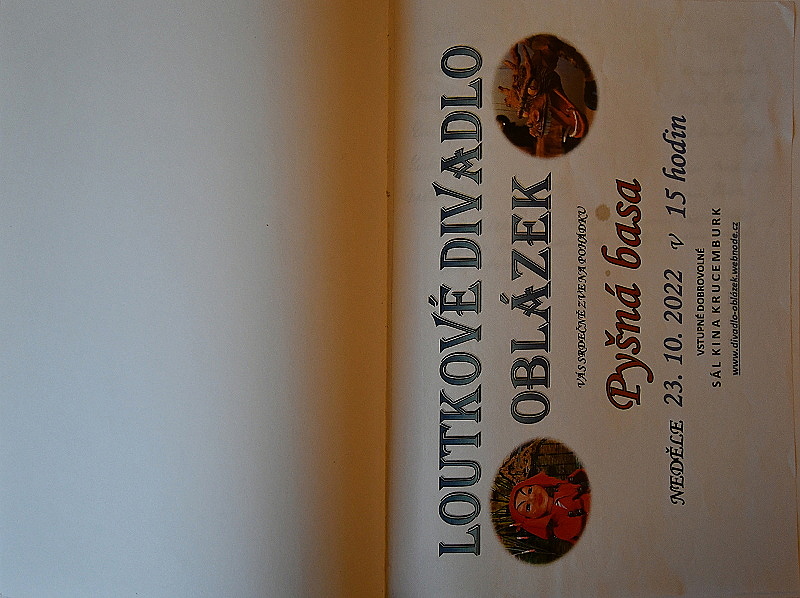 LOUTKOVÉ DIVADLO
OBLÁZEK
VÁS SRDEČNĚ ZVE NA POHÁDKU
Pyšná basa
NEDĚLE 23. 10. 2022 v 15 hodin
VSTUPNÉ DOBROVOLNÉ
SÁL KINA KRUCEMBURK
www.divadlo-oblázek.webnode.cz